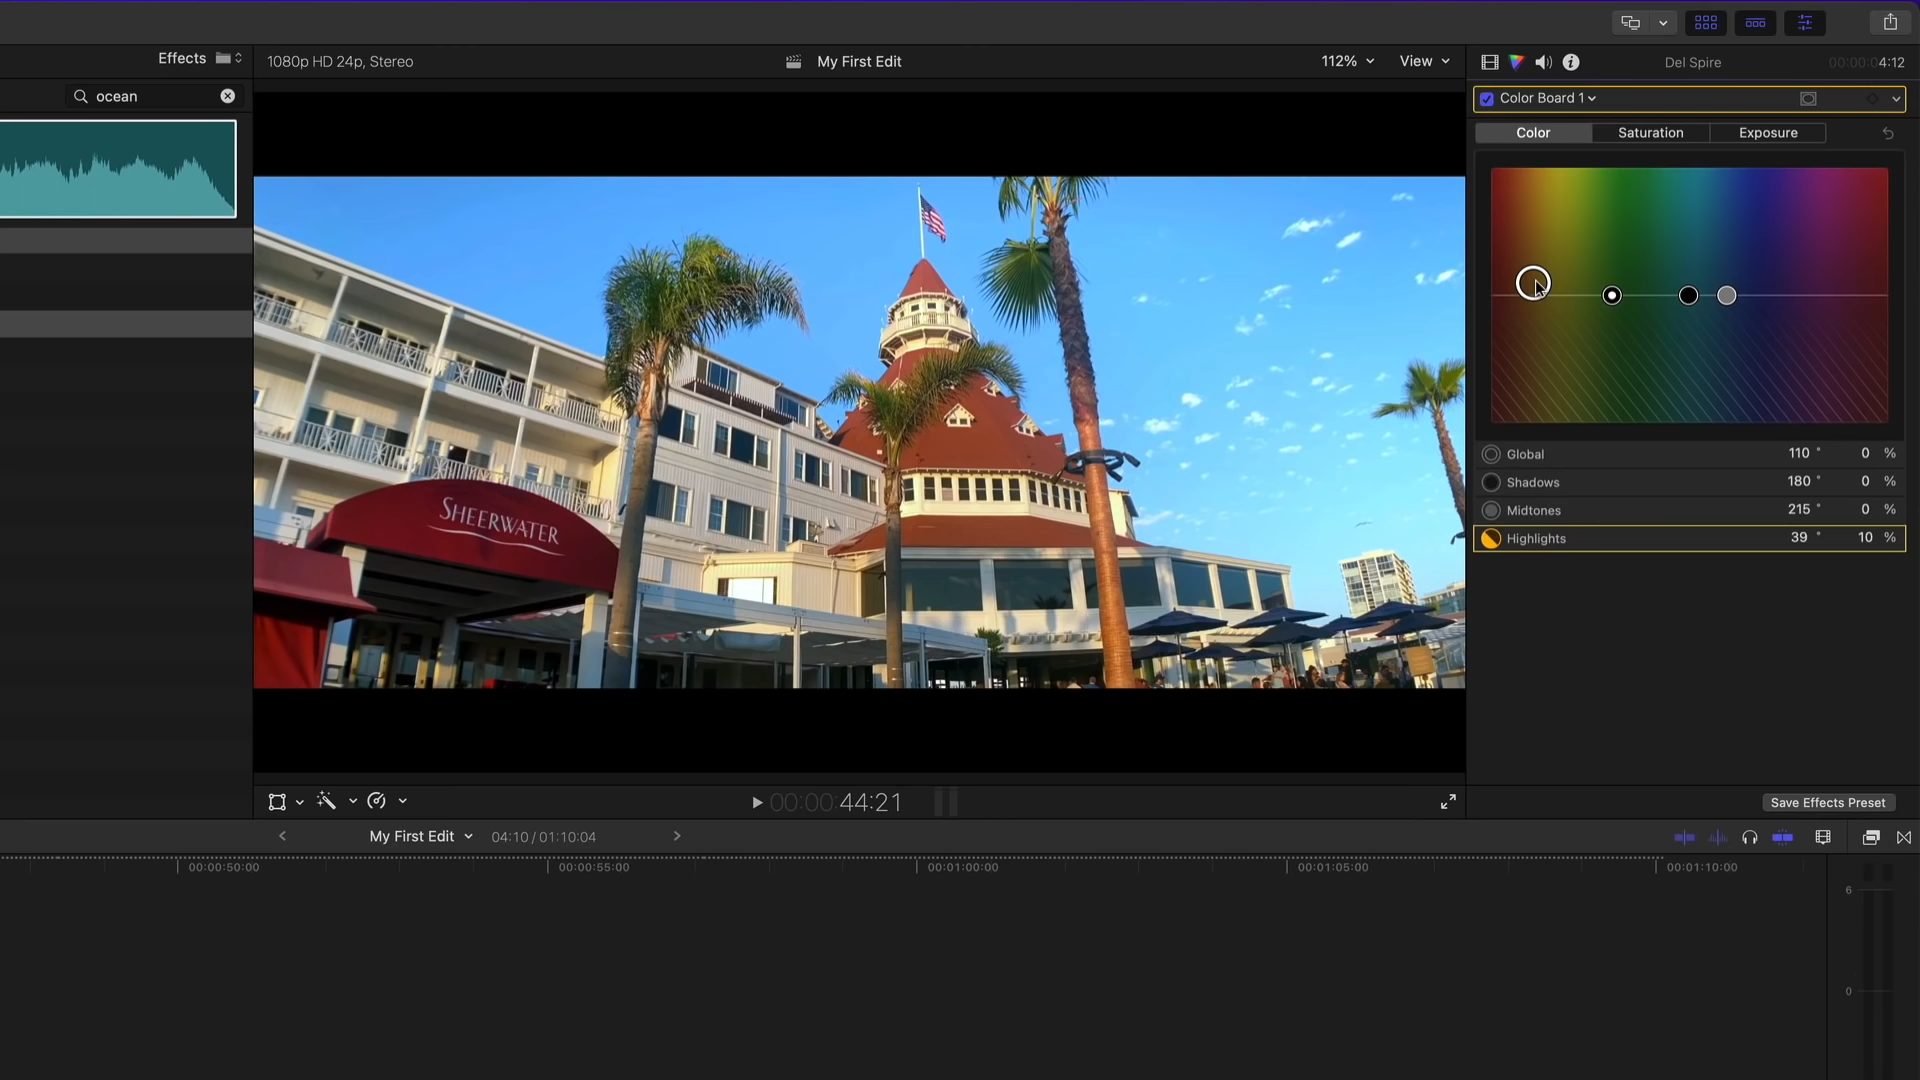 Effects
1080p HD 24p, Stereo
My First Edit
112%
View
Del Spire
00:00:04:12
ocean
Color Board 1
Color
Saturation
Exposure
SHEERWATER
Global 110 ° 0 %
Shadows 180 ° 0 %
Midtones 215 ° 0 %
Highlights 39 ° 10 %
00:00:44:21
Save Effects Preset
My First Edit
04:10 / 01:10:04
00:00:50:00
00:00:55:00
00:01:00:00
00:01:05:00
00:01:10:00
6
0